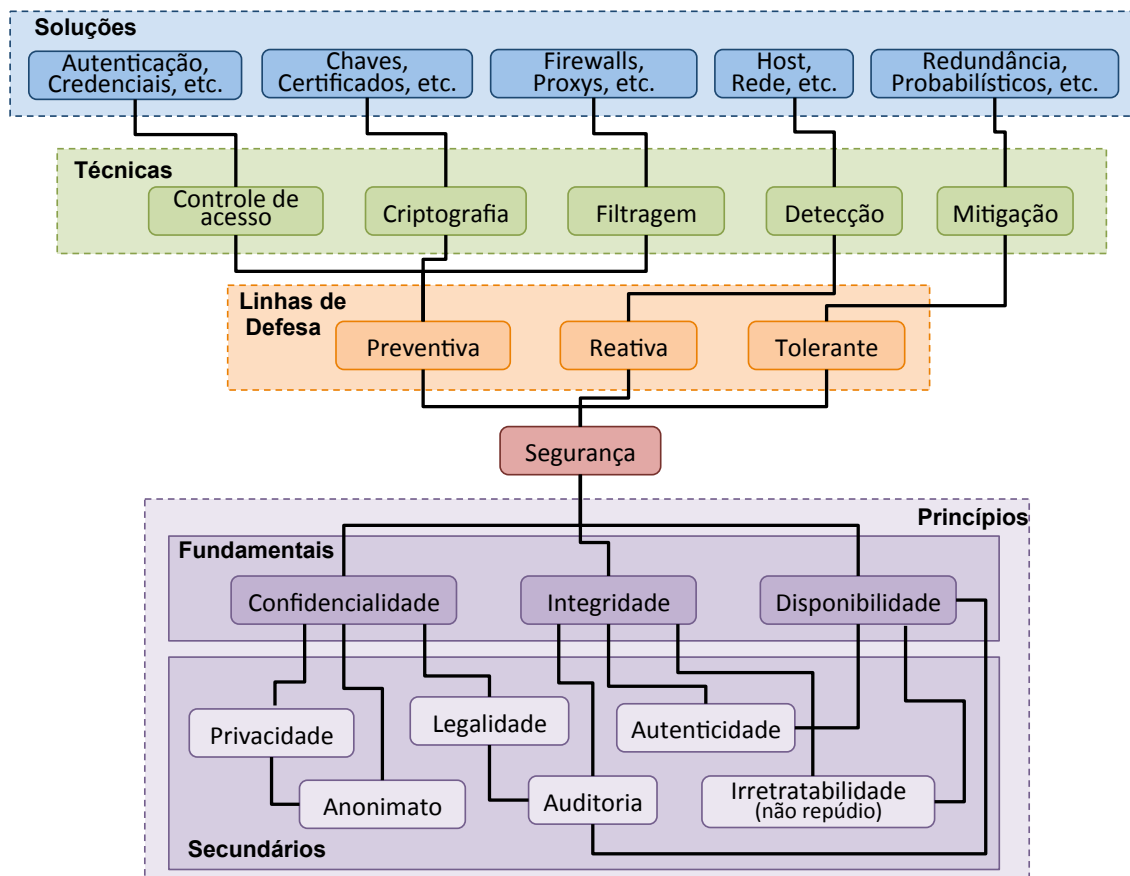 Soluções
Autenticação,
Credenciais, etc.
Chaves,
Certificados, etc.
Firewalls,
Proxys, etc.
Host,
Rede, etc.
Redundância,
Probabilísticos, etc.
Técnicas
Controle de
acesso
Criptografia
Filtragem
Detecção
Mitigação
Linhas de
Defesa
Preventiva
Reativa
Tolerante
Segurança
Princípios
Fundamentais
Confidencialidade
Integridade
Disponibilidade
Privacidade
Legalidade
Autenticidade
Anonimato
Auditoria
Irretratabilidade
(não repúdio)
Secundários